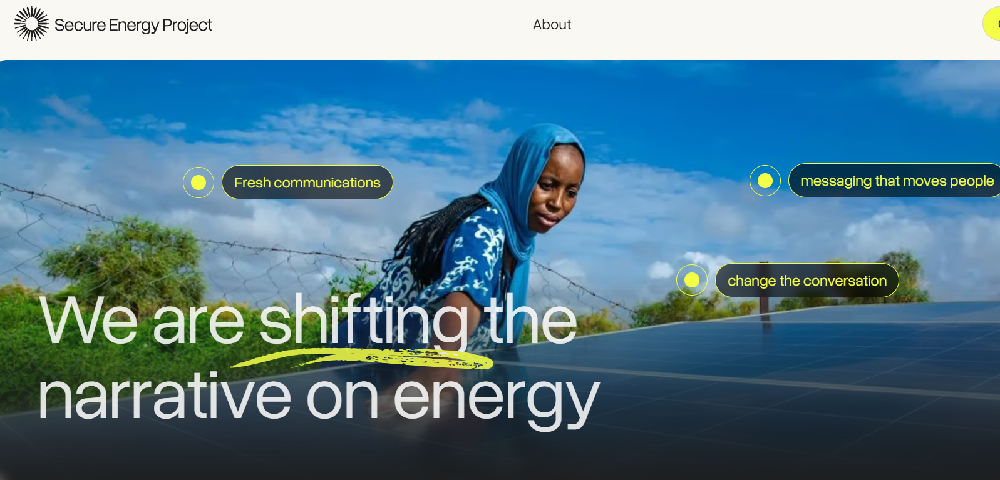 Secure Energy Project
About
Fresh communications
messaging that moves people
change the conversation
We are shifting the
narrative on energy